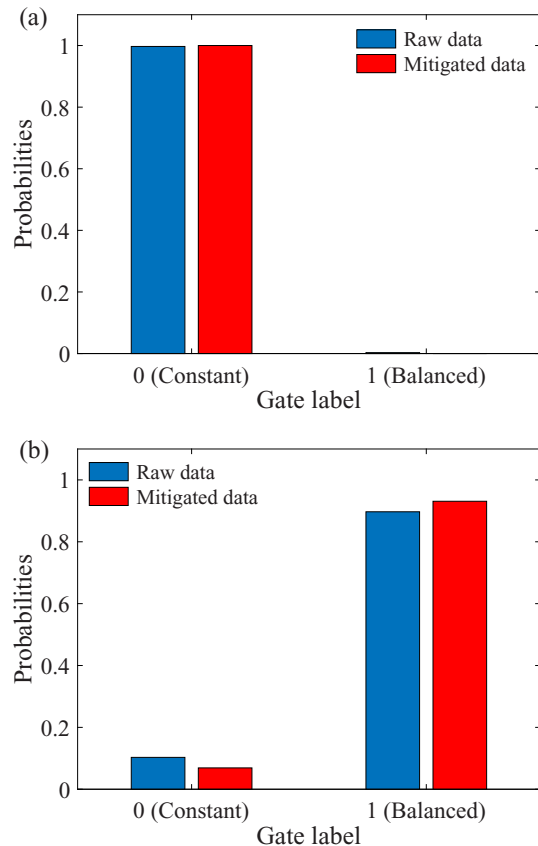 (a)
Raw data
Mitigated data
1
0.8
0.6
0.4
0.2
0
Probabilities
0 (Constant)
1 (Balanced)
Gate label
(b)
Raw data
Mitigated data
1
0.8
0.6
0.4
0.2
0
Probabilities
0 (Constant)
1 (Balanced)
Gate label